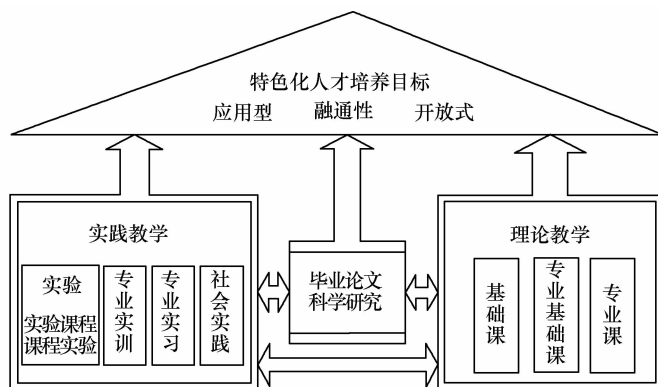 特色化人才培养目标
应用型 融通性 开放式
实践教学
实验
实验课程
课程实验
专业实训
专业实习
社会实践
毕业论文
科学研究
理论教学
基础课
专业基础课
专业课